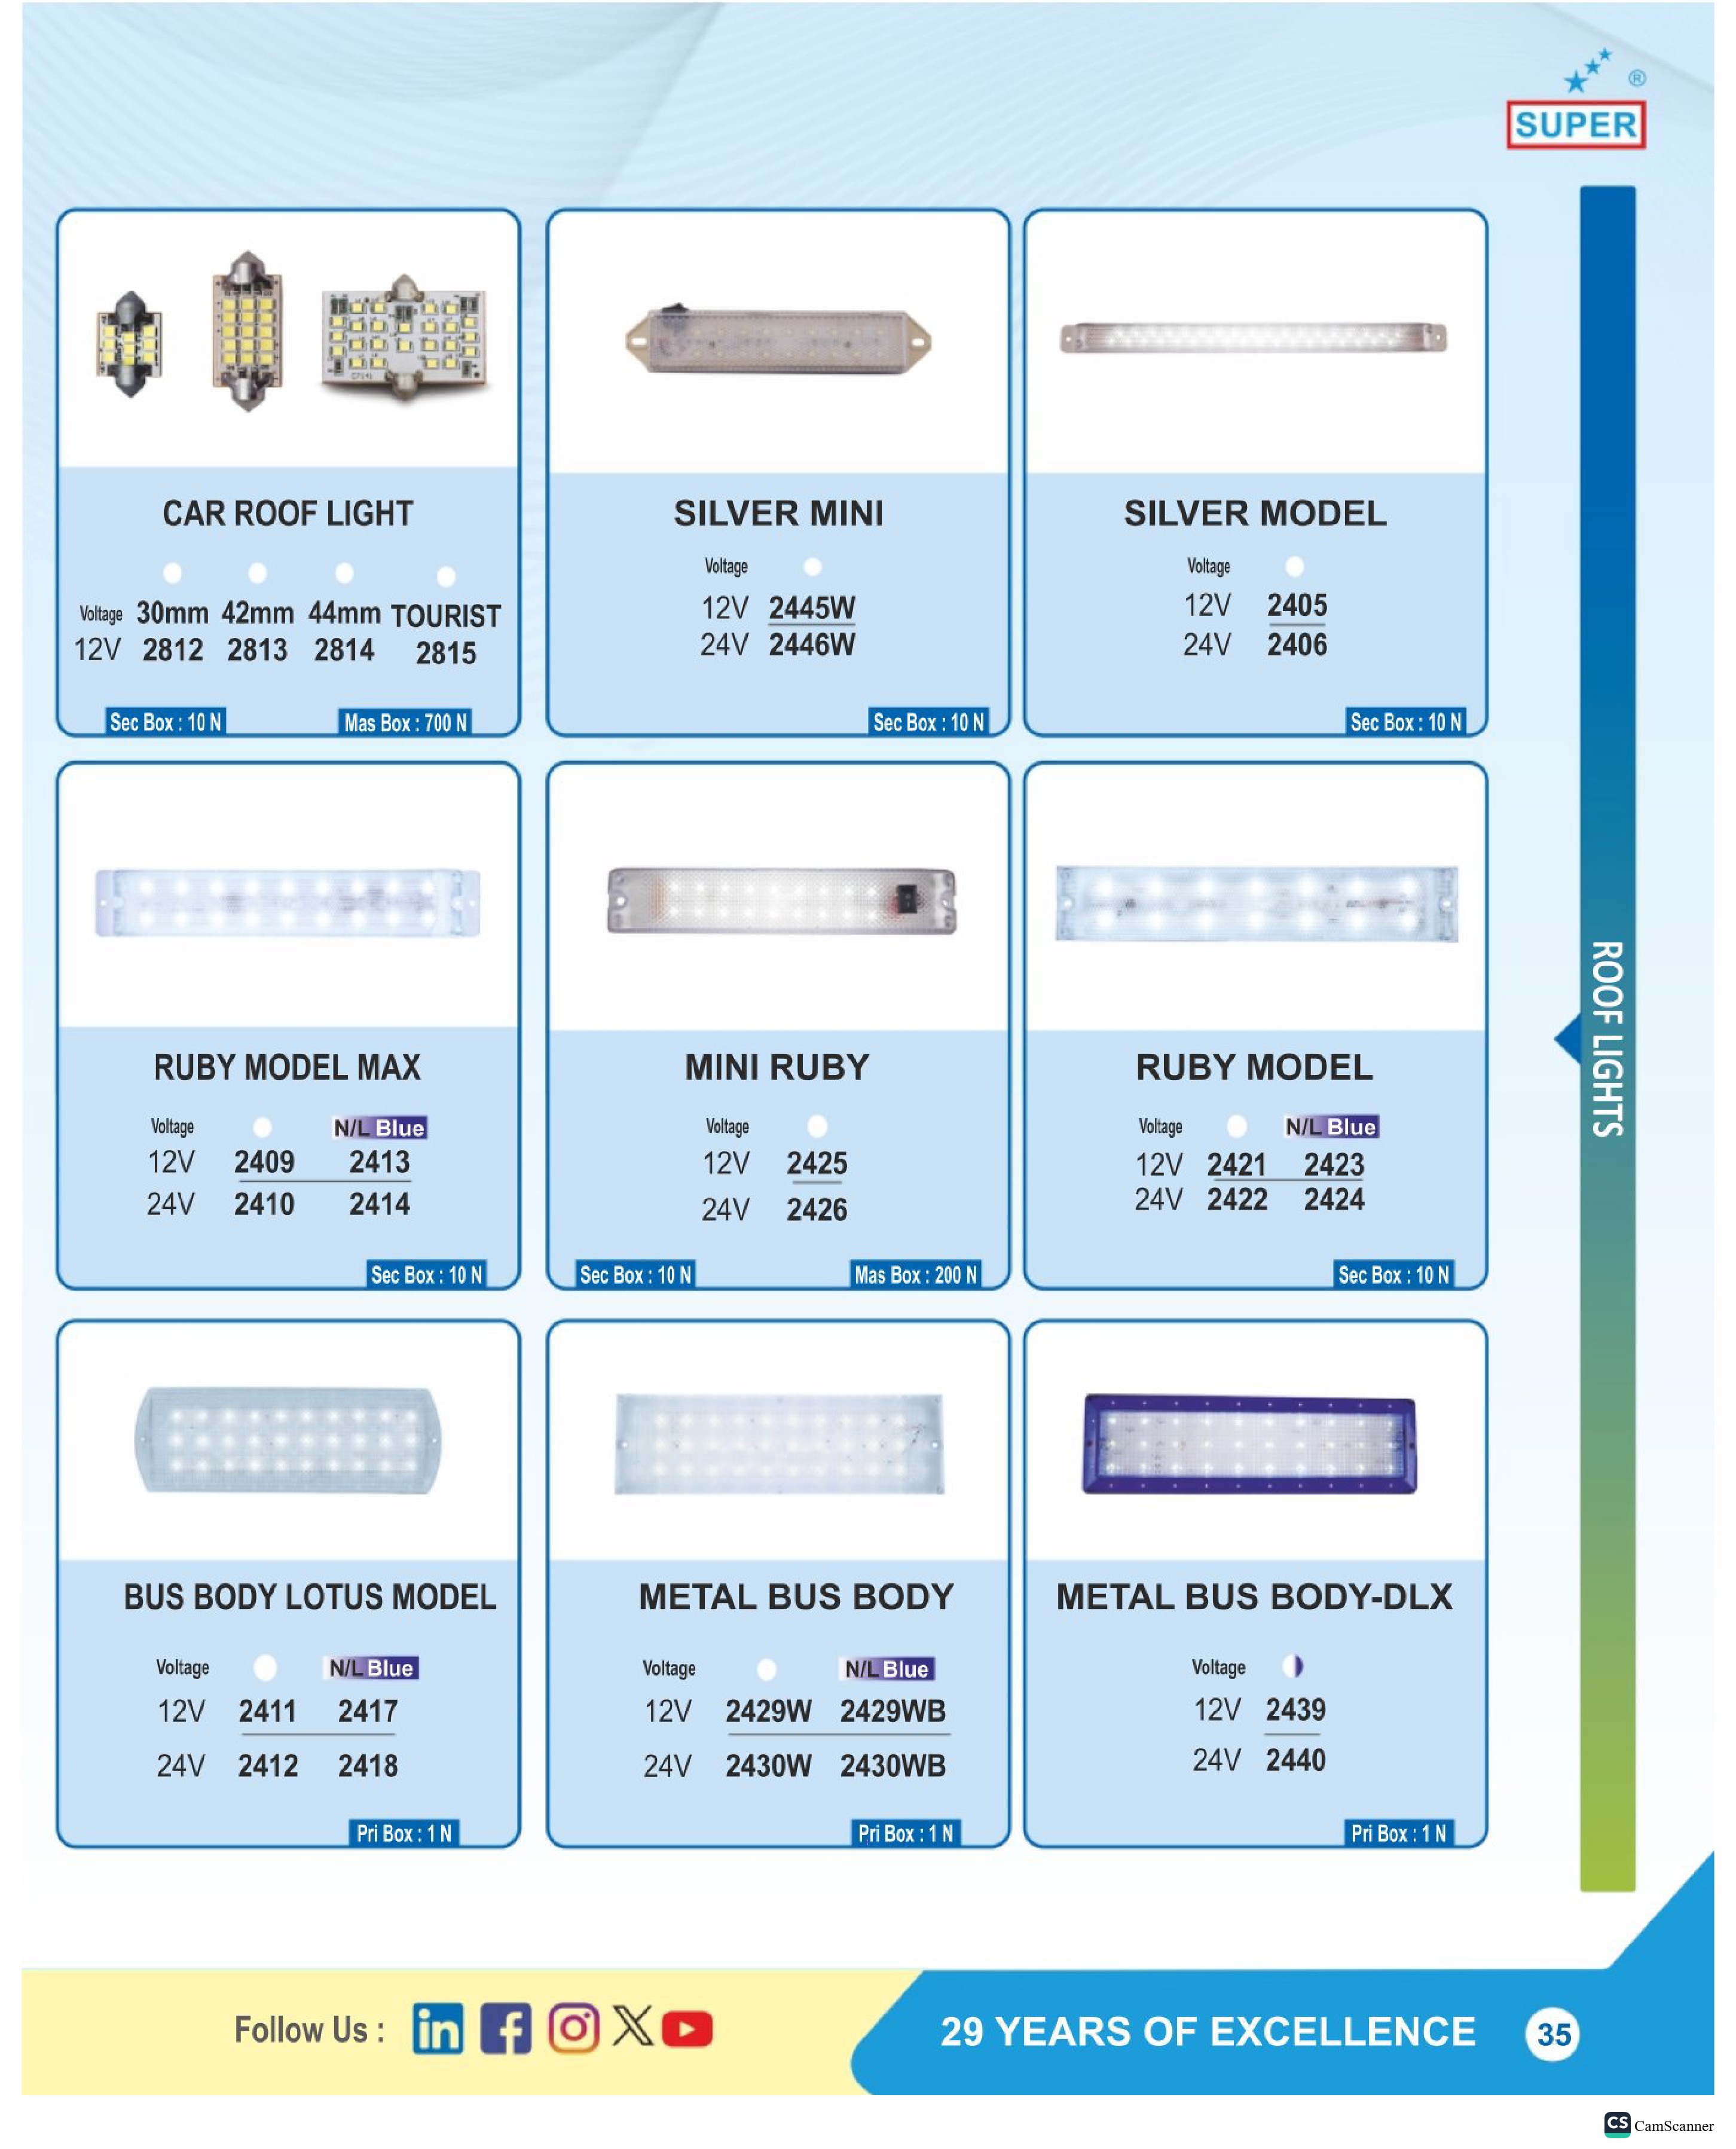 ®
SUPER
CAR ROOF LIGHT
Voltage 30mm 42mm 44mm TOURIST
12V 2812 2813 2814 2815
Sec Box : 10 N Mas Box : 700 N
SILVER MINI
Voltage
12V 2445W
24V 2446W
Sec Box : 10 N
SILVER MODEL
Voltage
12V 2405
24V 2406
Sec Box : 10 N
RUBY MODEL MAX
Voltage N/L Blue
12V 2409 2413
24V 2410 2414
Sec Box : 10 N
MINI RUBY
Voltage
12V 2425
24V 2426
Sec Box : 10 N Mas Box : 200 N
RUBY MODEL
Voltage N/L Blue
12V 2421 2423
24V 2422 2424
Sec Box : 10 N
BUS BODY LOTUS MODEL
Voltage N/L Blue
12V 2411 2417
24V 2412 2418
Pri Box : 1 N
METAL BUS BODY
Voltage N/L Blue
12V 2429W 2429WB
24V 2430W 2430WB
Pri Box : 1 N
METAL BUS BODY-DLX
Voltage
12V 2439
24V 2440
Pri Box : 1 N
ROOF LIGHTS
Follow Us :
29 YEARS OF EXCELLENCE 35
CS CamScanner